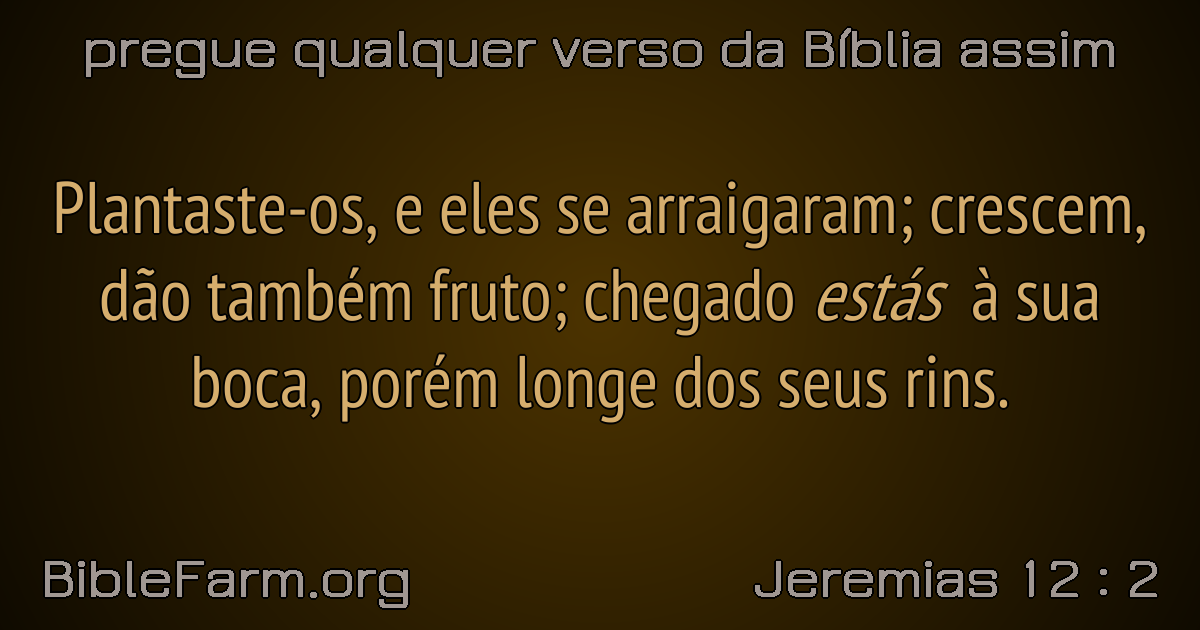 pregue qualquer verso da Bíblia assim
Plantaste-os, e eles se arraigaram; crescem,
dão também fruto; chegado estás à sua
boca, porém longe dos seus rins.
BibleFarm.org
Jeremias 12 : 2